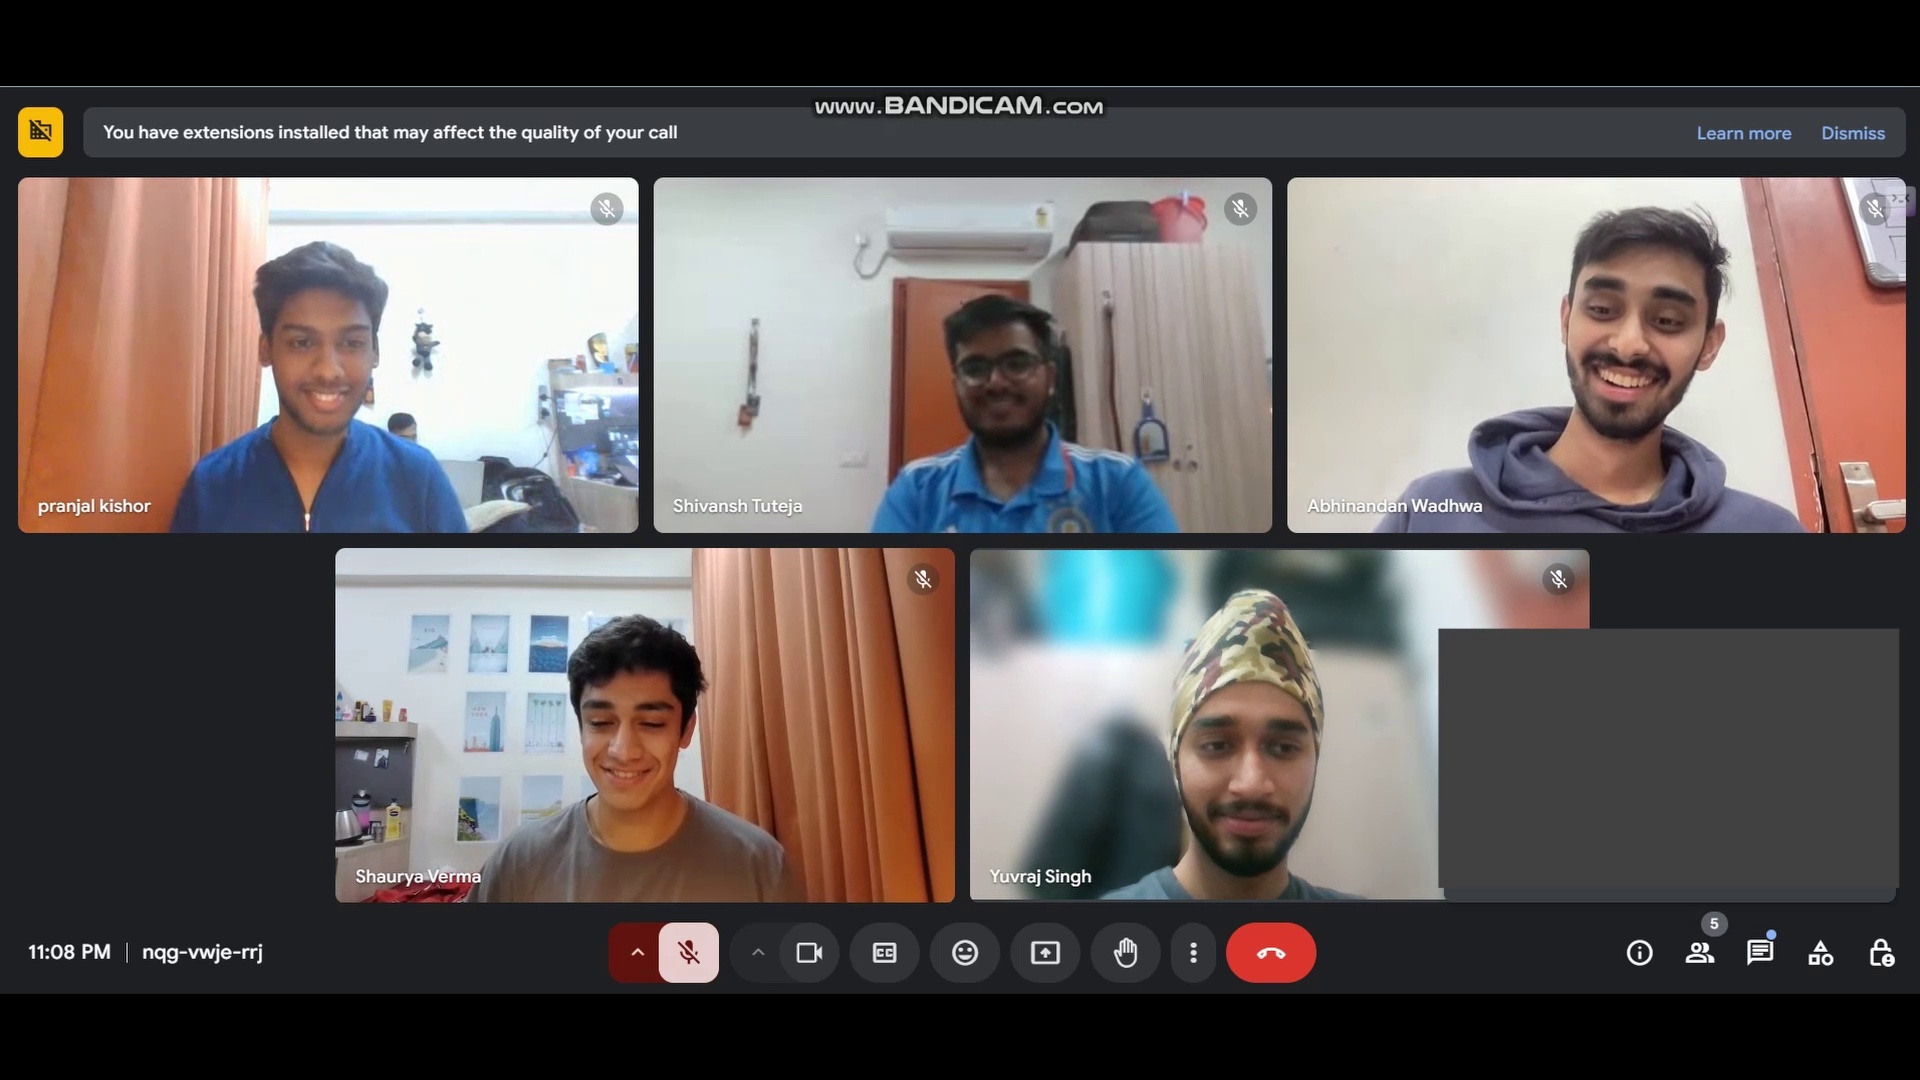 www.BANDICAM.com
You have extensions installed that may affect the quality of your call
Learn more
Dismiss
pranjal kishor
Shivansh Tuteja
Abhinandan Wadhwa
Shaurya Verma
Yuvraj Singh
11:08 PM | nqg-vwje-rrj
CC
5